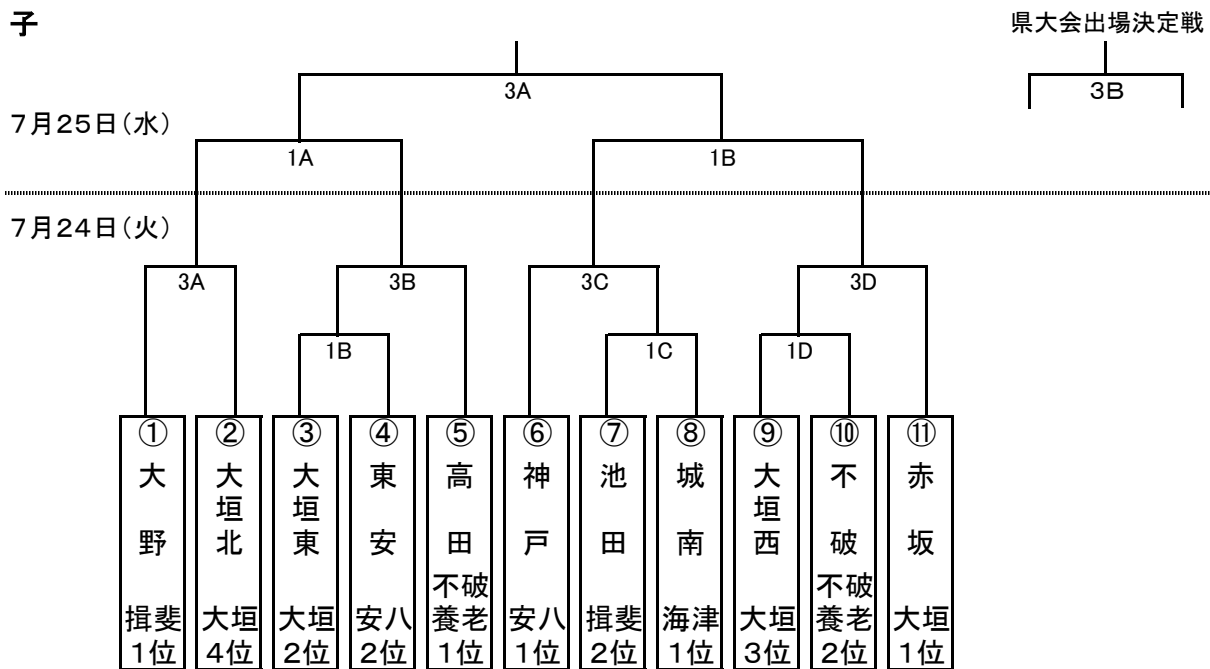 子
県大会出場決定戦
3A
3B
7月25日(水)
1A
1B
7月24日(火)
3A
3B
3C
3D
1B
1C
1D
①
大野
揖斐
1位
②
大垣北
大垣
4位
③
大垣東
大垣
2位
④
東安
安八
2位
⑤
高田
不破
養老
1位
⑥
神戸
安八
1位
⑦
池田
揖斐
2位
⑧
城南
海津
1位
⑨
大垣西
大垣
3位
⑩
不破
不破
養老
2位
⑪
赤坂
大垣
1位